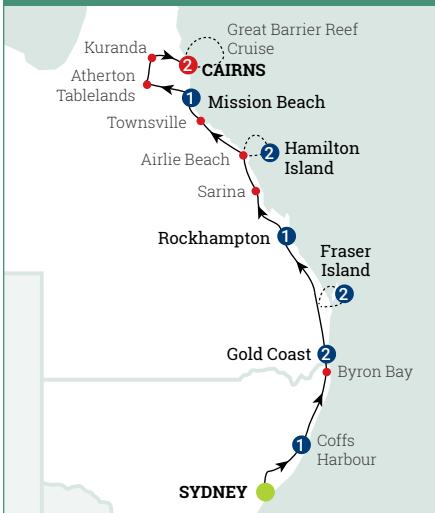 Great Barrier Reef
Cruise
Kuranda
2
CAIRNS
Atherton
Tablelands
1
Mission Beach
Townsville
Hamilton
Island
2
Airlie Beach
Sarina
Rockhampton
1
Fraser
Island
2
Gold Coast
2
Byron Bay
1
Coffs
Harbour
SYDNEY